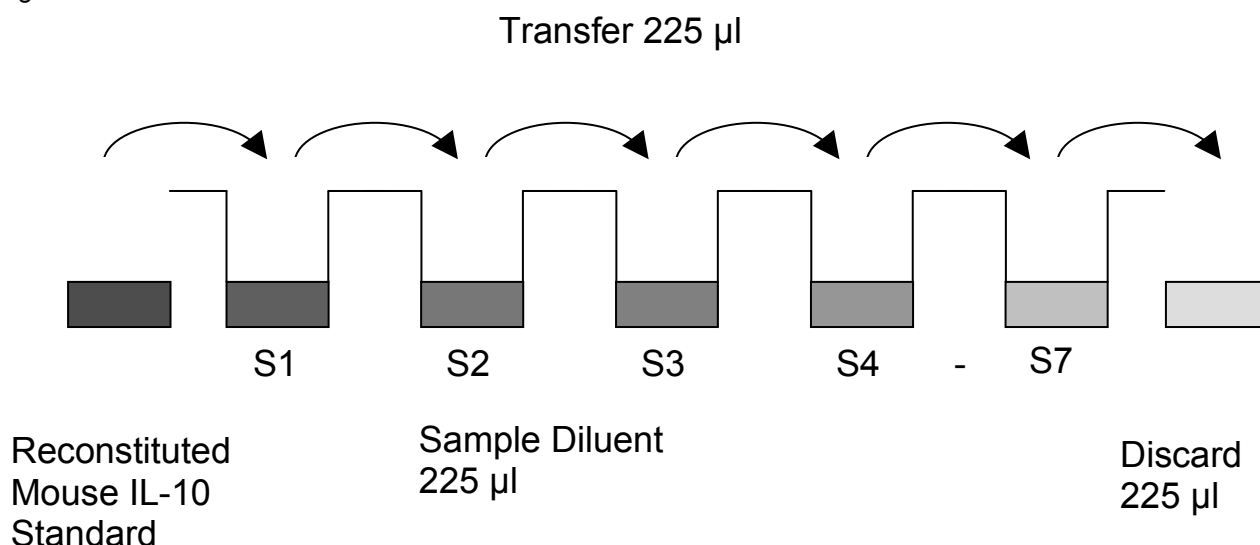 Transfer 225 µl
S1 S2 S3 S4 - S7
Reconstituted
Mouse IL-10
Standard
Sample Diluent
225 µl
Discard
225 µl